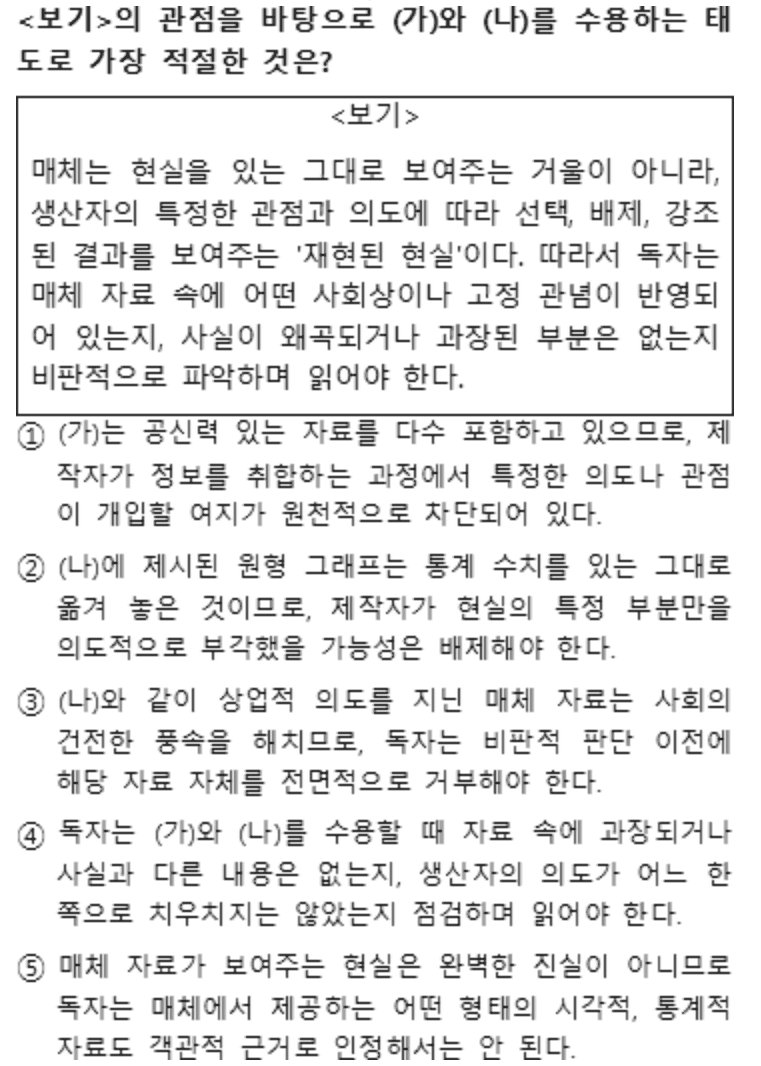 <보기>의 관점을 바탕으로 (가)와 (나)를 수용하는 태
도로 가장 적절한 것은?
<보기>
매체는 현실을 있는 그대로 보여주는 거울이 아니라,
생산자의 특정한 관점과 의도에 따라 선택, 배제, 강조
된 결과를 보여주는 '재현된 현실'이다. 따라서 독자는
매체 자료 속에 어떤 사회상이나 고정 관념이 반영되
어 있는지, 사실이 왜곡되거나 과장된 부분은 없는지
비판적으로 파악하며 읽어야 한다.
① (가)는 공신력 있는 자료를 다수 포함하고 있으므로, 제
작자가 정보를 취합하는 과정에서 특정한 의도나 관점
이 개입할 여지가 원천적으로 차단되어 있다.
② (나)에 제시된 원형 그래프는 통계 수치를 있는 그대로
옮겨 놓은 것이므로, 제작자가 현실의 특정 부분만을
의도적으로 부각했을 가능성은 배제해야 한다.
③ (나)와 같이 상업적 의도를 지닌 매체 자료는 사회의
건전한 풍속을 해치므로, 독자는 비판적 판단 이전에
해당 자료 자체를 전면적으로 거부해야 한다.
④ 독자는 (가)와 (나)를 수용할 때 자료 속에 과장되거나
사실과 다른 내용은 없는지, 생산자의 의도가 어느 한
쪽으로 치우치지는 않았는지 점검하며 읽어야 한다.
⑤ 매체 자료가 보여주는 현실은 완벽한 진실이 아니므로
독자는 매체에서 제공하는 어떤 형태의 시각적, 통계적
자료도 객관적 근거로 인정해서는 안 된다.